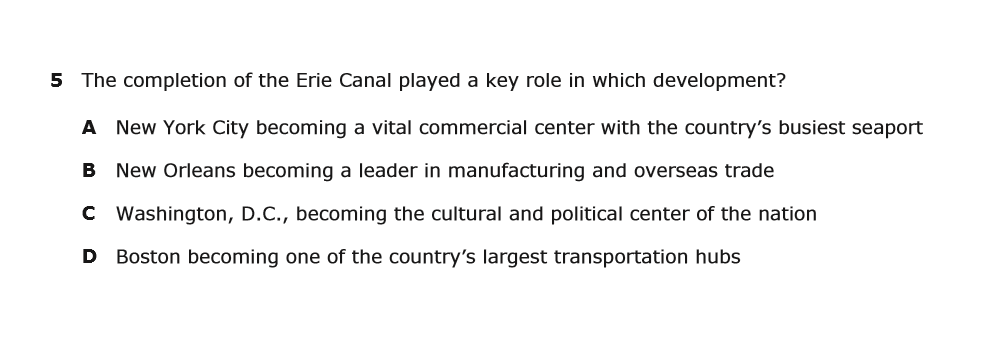 5 The completion of the Erie Canal played a key role in which development?
A New York City becoming a vital commercial center with the country’s busiest seaport
B New Orleans becoming a leader in manufacturing and overseas trade
C Washington, D.C., becoming the cultural and political center of the nation
D Boston becoming one of the country’s largest transportation hubs